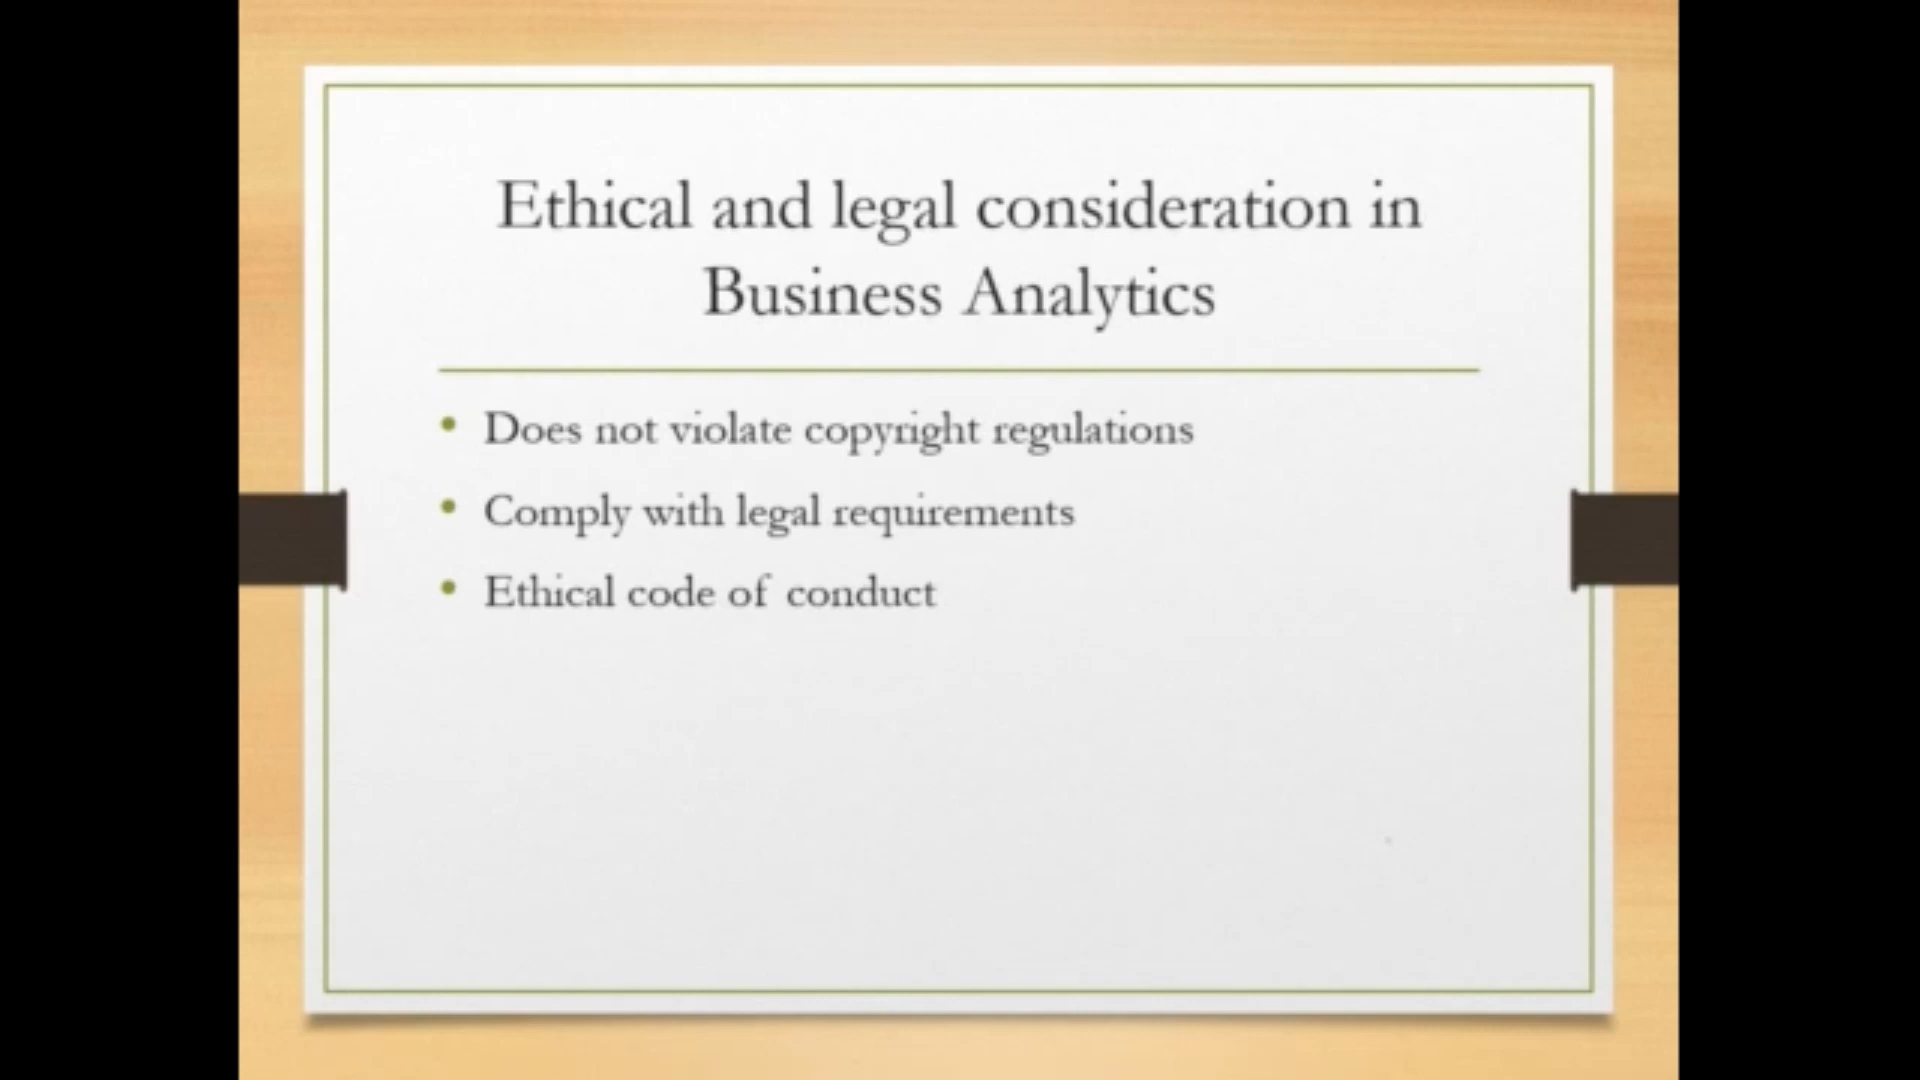 Ethical and legal consideration in
Business Analytics
• Does not violate copyright regulations
• Comply with legal requirements
• Ethical code of conduct